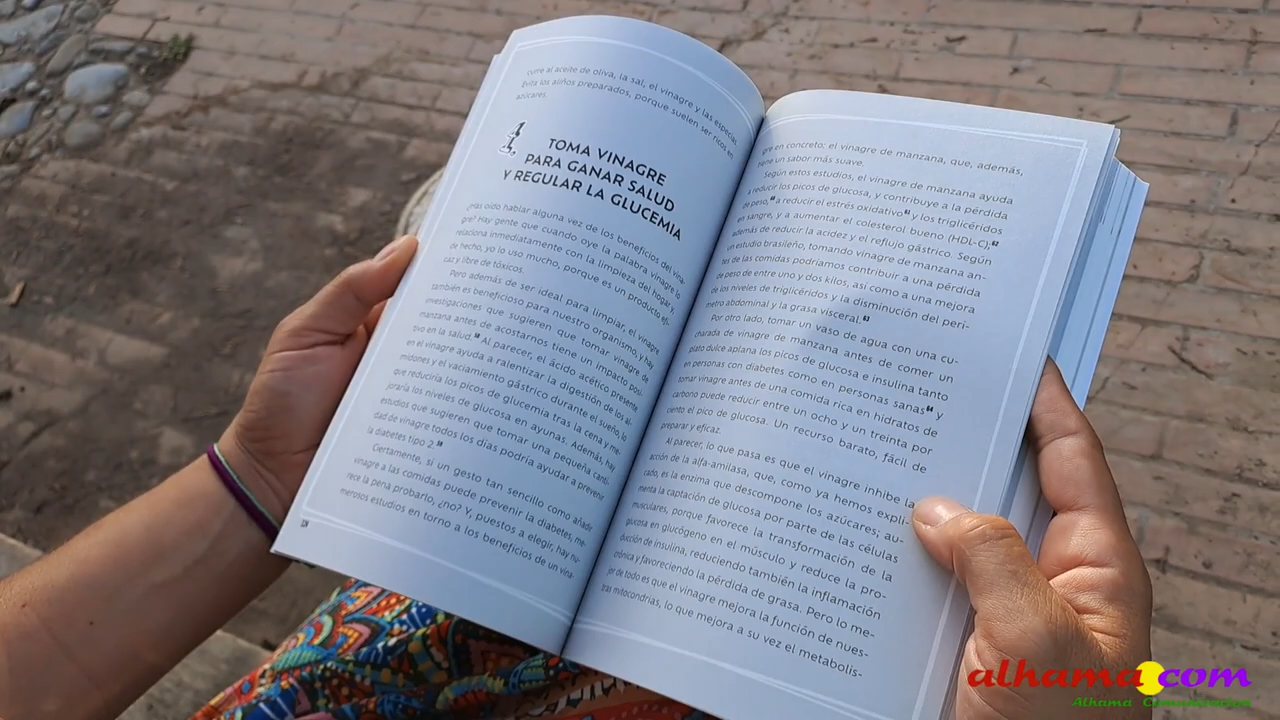 curre al aceite de oliva, la sal, el vinagre y las especias.
Evita los aliños preparados, porque suelen ser ricos en
azúcares.
4.
TOMA VINAGRE
PARA GANAR SALUD
Y REGULAR LA GLUCEMIA
¿Has oído hablar alguna vez de los beneficios del vina-
gre? Hay gente que cuando oye la palabra vinagre lo
relaciona inmediatamente con la limpieza del hogar y,
de hecho, yo lo uso mucho, porque es un producto efi-
caz y libre de tóxicos.
Pero además de ser ideal para limpiar, el vinagre
también es beneficioso para nuestro organismo, y hay
investigaciones que sugieren que tomar vinagre de
manzana antes de acostarnos tiene un impacto posi-
tivo en la salud. Al parecer, el ácido acético presente
en el vinagre ayuda a ralentizar la digestión de los al-
midones y el vaciamiento gástrico durante el sueño, lo
que reduciría los picos de glucemia tras la cena y me-
joraría los niveles de glucosa en ayunas. Además, hay
estudios que sugieren que tomar una pequeña canti-
dad de vinagre todos los días podría ayudar a prevenir
la diabetes tipo 2.
Ciertamente, si un gesto tan sencillo como añadir
vinagre a las comidas puede prevenir la diabetes, me-
rece la pena probarlo, ¿no? Y, puestos a elegir, hay nu-
merosos estudios en torno a los beneficios de un vina-
gre en concreto: el vinagre de manzana, que, además,
tiene un sabor más suave.
Según estos estudios, el vinagre de manzana ayuda
a reducir los picos de glucosa, y contribuye a la pérdida
de peso, a reducir el estrés oxidativo y los triglicéridos
en sangre, y a aumentar el colesterol bueno (HDL-C);62
además de reducir la acidez y el reflujo gástrico. Según
un estudio brasileño, tomando vinagre de manzana an-
tes de las comidas podríamos contribuir a una pérdida
de peso de entre uno y dos kilos, así como a una mejora
de los niveles de triglicéridos y la disminución del perí-
metro abdominal y la grasa visceral.63
Por otro lado, tomar un vaso de agua con una cu-
charada de vinagre de manzana antes de comer un
plato dulce aplana los picos de glucosa e insulina tanto
en personas con diabetes como en personas sanas64 y
tomar vinagre antes de una comida rica en hidratos de
carbono puede reducir entre un ocho y un treinta por
ciento el pico de glucosa. Un recurso barato, fácil de
preparar y eficaz.
Al parecer, lo que pasa es que el vinagre inhibe la
acción de la alfa-amilasa, que, como ya hemos expli-
cado, es la enzima que descompone los azúcares; au-
menta la captación de glucosa por parte de las células
musculares, porque favorece la transformación de la
glucosa en glucógeno en el músculo y reduce la pro-
ducción de insulina, reduciendo también la inflamación
crónica y favoreciendo la pérdida de grasa. Pero lo me-
jor de todo es que el vinagre mejora la función de nues-
tras mitocondrias, lo que mejora a su vez el metabolis-
alhama.com
Alhama Comunicación